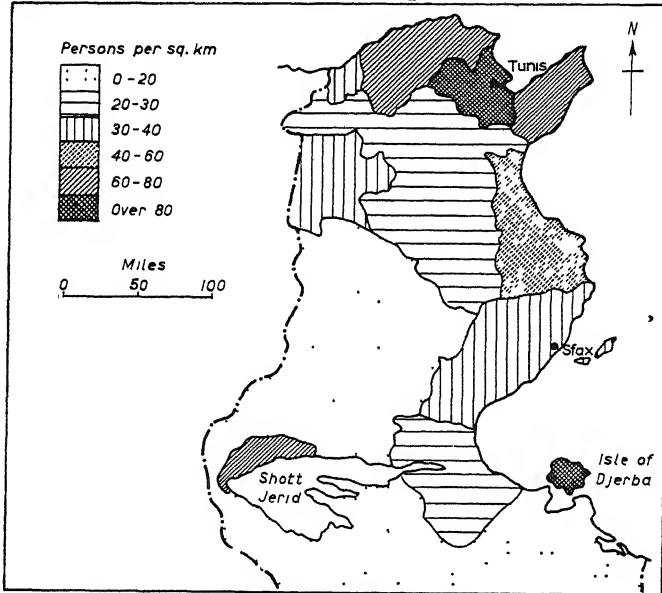 Persons per sq. km
0-20
20-30
30-40
40-60
60-80
Over 80
Miles
0 50 100
N
Tunis
Sfax
Isle of
Djerba
Shott
Jerid